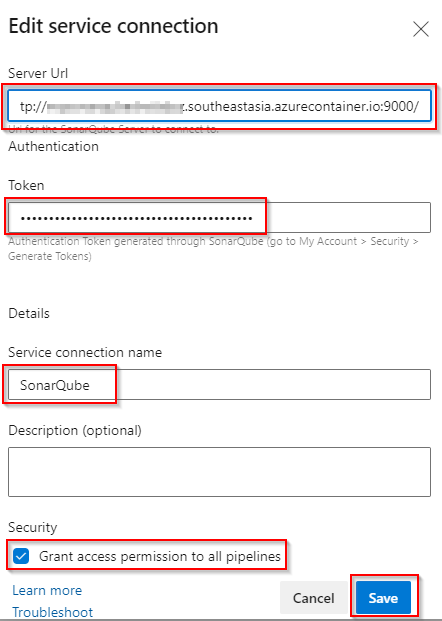 Edit service connection
Server Url
tp://.southeastasia.azurecontainer.io:9000/
Url for the SonarQube Server to connect to.
Authentication
Token
Authentication Token generated through SonarQube (go to My Account > Security >
Generate Tokens)
Details
Service connection name
SonarQube
Description (optional)
Security
Grant access permission to all pipelines
Learn more
Cancel
Save
Troubleshoot